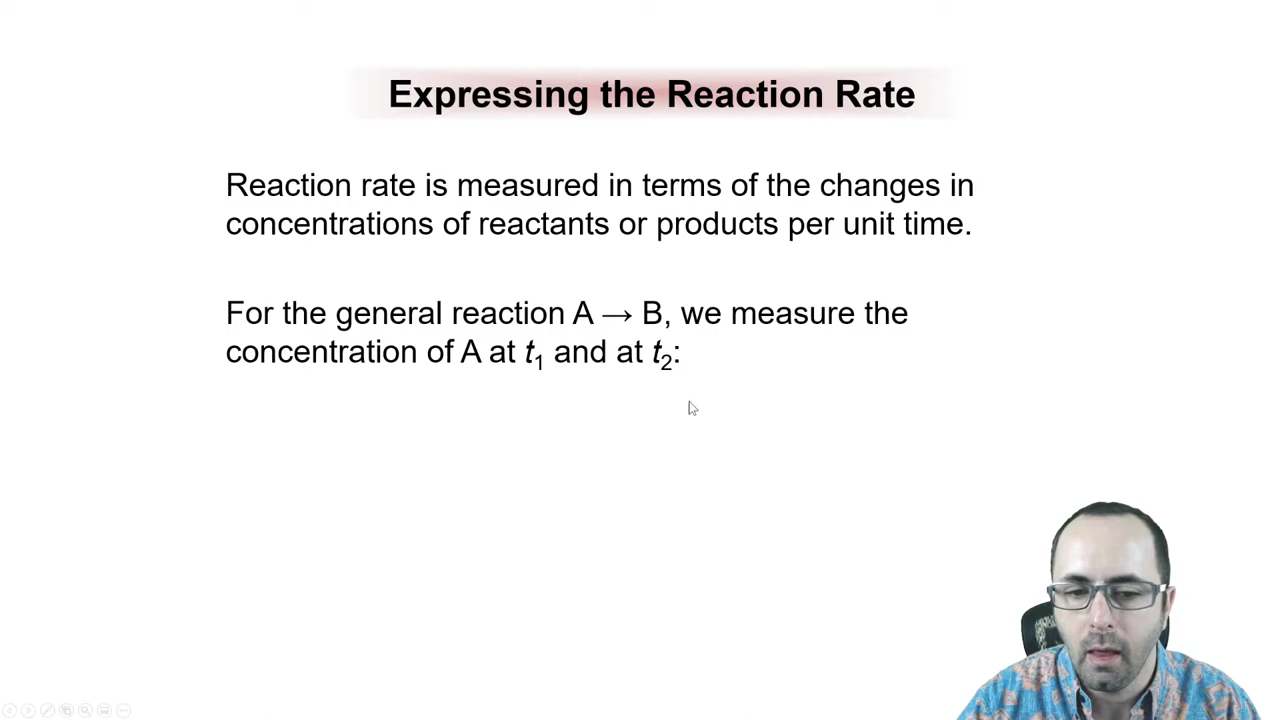 Expressing the Reaction Rate
Reaction rate is measured in terms of the changes in
concentrations of reactants or products per unit time.
For the general reaction A → B, we measure the
concentration of A at t₁ and at t₂: